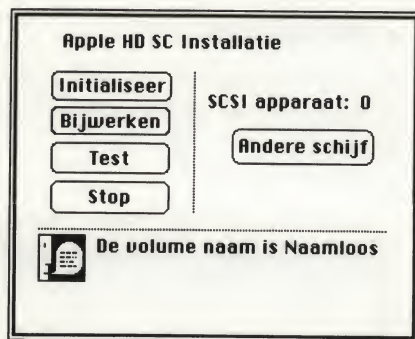 Apple HD SC Installatie
Initialiseer
Bijwerken
Test
Stop
SCSI apparaat: 0
Andere schijf
De volume naam is Naamloos